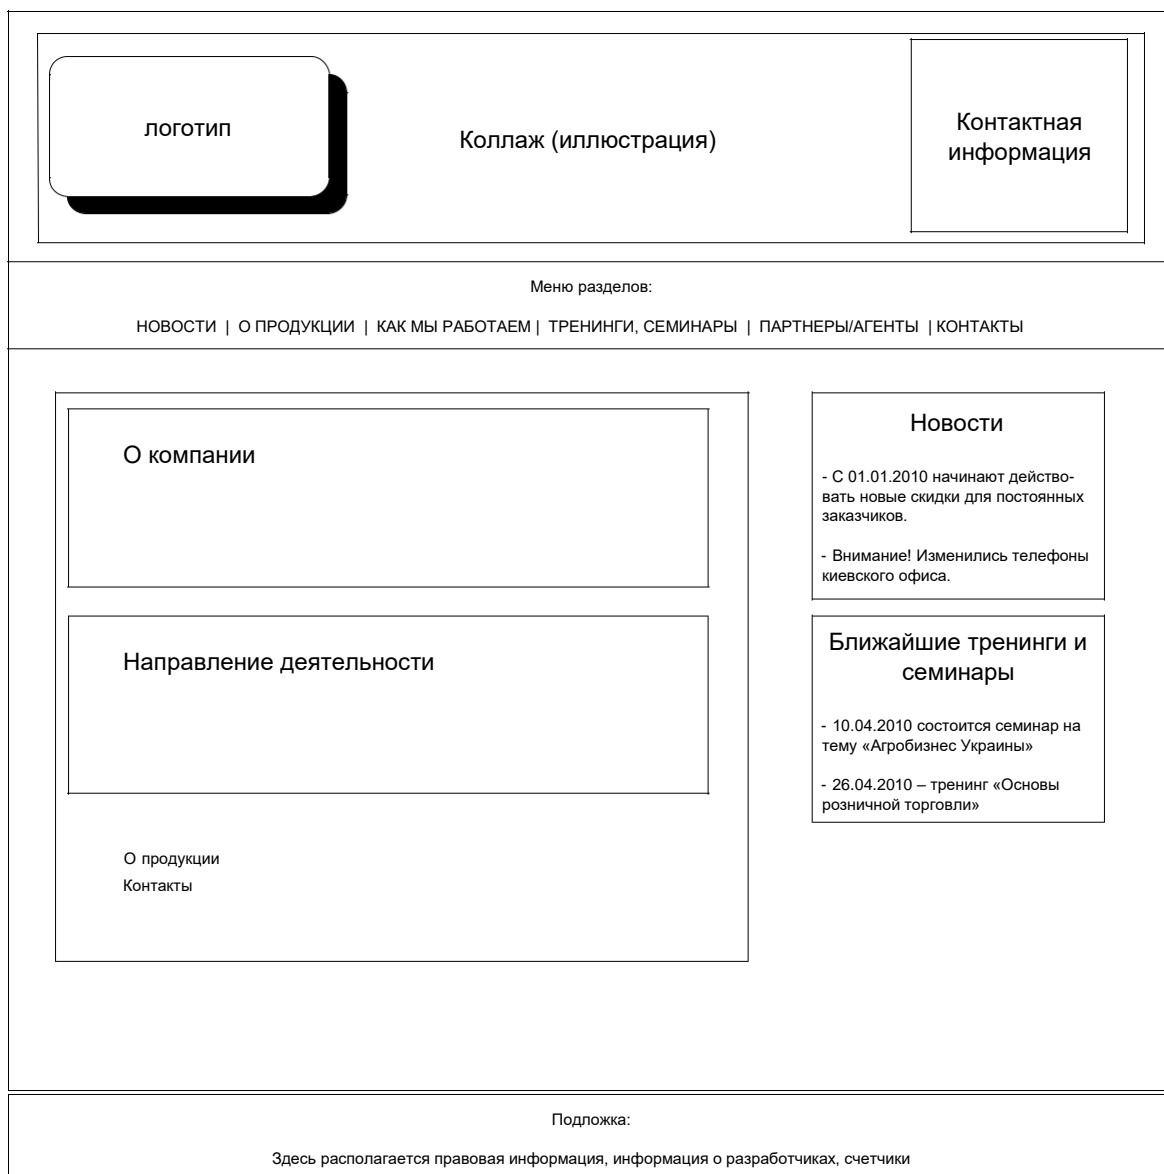 логотип
Коллаж (иллюстрация)
Контактная
информация
Меню разделов:
НОВОСТИ | О ПРОДУКЦИИ | КАК МЫ РАБОТАЕМ | ТРЕНИНГИ, СЕМИНАРЫ | ПАРТНЕРЫ/АГЕНТЫ | КОНТАКТЫ
О компании
Направление деятельности
О продукции
Контакты
Новости
- С 01.01.2010 начинают действо-
вать новые скидки для постоянных
заказчиков.
- Внимание! Изменились телефоны
киевского офиса.
Ближайшие тренинги и
семинары
- 10.04.2010 состоится семинар на
тему «Агробизнес Украины»
- 26.04.2010 – тренинг «Основы
розничной торговли»
Подложка:
Здесь располагается правовая информация, информация о разработчиках, счетчики